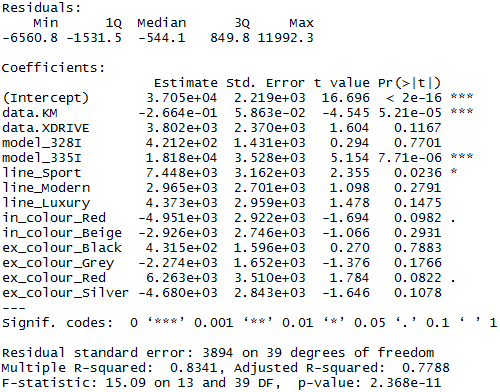 Residuals:
    Min      1Q  Median      3Q     Max
-6560.8 -1531.5  -544.1   849.8 11992.3

Coefficients:
                   Estimate Std. Error t value Pr(>|t|)
(Intercept)       3.705e+04  2.219e+03  16.696  < 2e-16 ***
data.KM          -2.664e-01  5.863e-02  -4.545 5.21e-05 ***
data.XDRIVE       3.802e+03  2.370e+03   1.604   0.1167
model_328I        4.212e+02  1.431e+03   0.294   0.7701
model_335I        1.818e+04  3.528e+03   5.154 7.71e-06 ***
line_Sport        7.448e+03  3.162e+03   2.355   0.0236 *
line_Modern       2.965e+03  2.701e+03   1.098   0.2791
line_Luxury       4.373e+03  2.959e+03   1.478   0.1475
in_colour_Red    -4.951e+03  2.922e+03  -1.694   0.0982 .
in_colour_Beige  -2.926e+03  2.746e+03  -1.066   0.2931
ex_colour_Black   4.315e+02  1.596e+03   0.270   0.7883
ex_colour_Grey   -2.274e+03  1.652e+03  -1.376   0.1766
ex_colour_Red     6.263e+03  3.510e+03   1.784   0.0822 .
ex_colour_Silver -4.680e+03  2.843e+03  -1.646   0.1078
---
Signif. codes:  0 ‘***’ 0.001 ‘**’ 0.01 ‘*’ 0.05 ‘.’ 0.1 ‘ ’ 1

Residual standard error: 3894 on 39 degrees of freedom
Multiple R-squared:  0.8341, Adjusted R-squared:  0.7788
F-statistic: 15.09 on 13 and 39 DF,  p-value: 2.368e-11